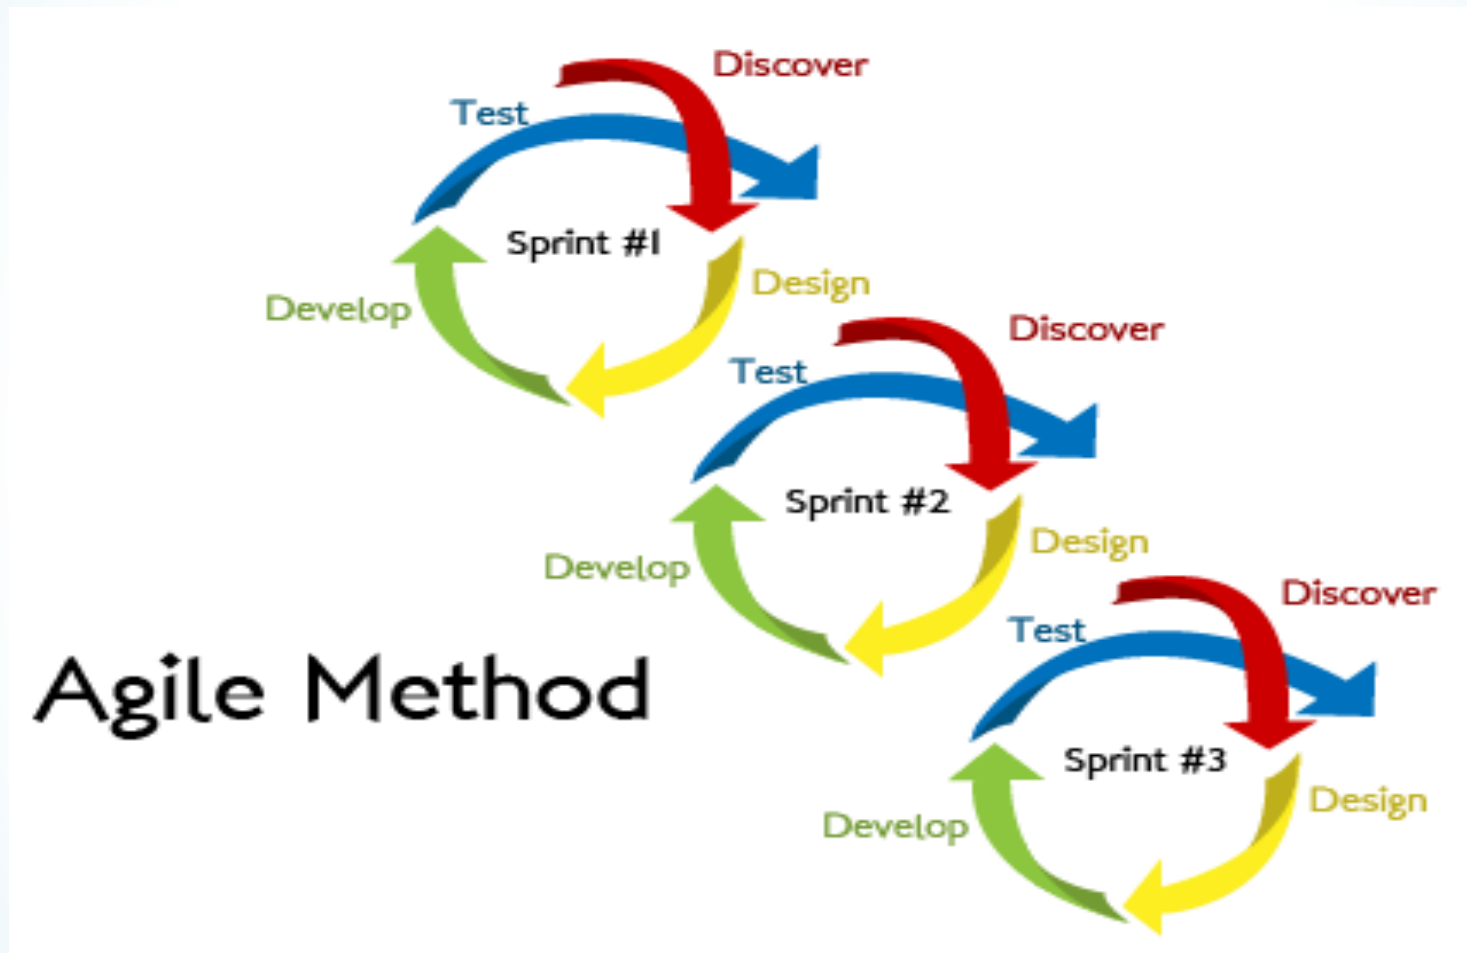 Discover
Test
Sprint #1
Design
Develop
Discover
Test
Sprint #2
Design
Develop
Discover
Test
Sprint #3
Design
Develop
Agile Method